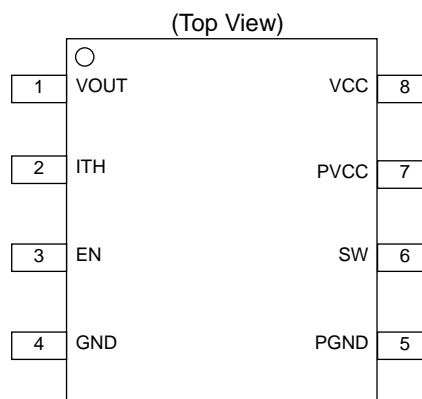 (Top View)
1 VOUT VCC 8
2 ITH PVCC 7
3 EN SW 6
4 GND PGND 5